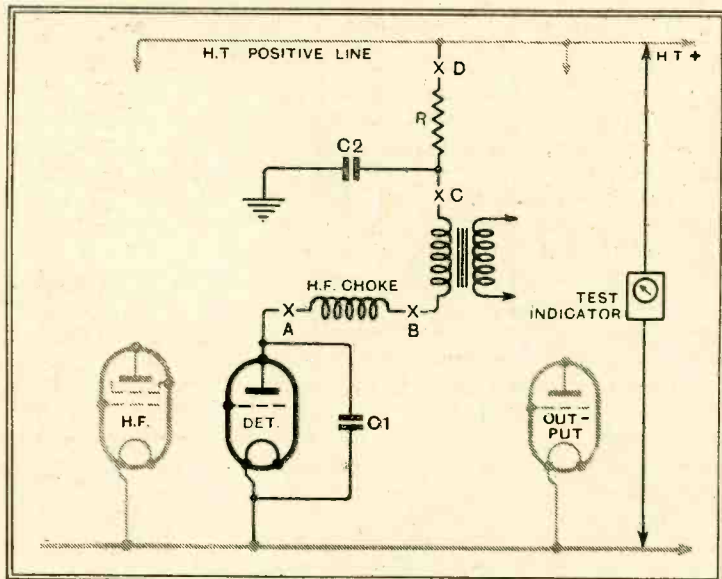 H.T. POSITIVE LINE
H T +
X D
R
C2
X C
H.F. CHOKE
X
A
X
B
TEST
INDICATOR
H.F.
DET.
C1
OUT-
PUT